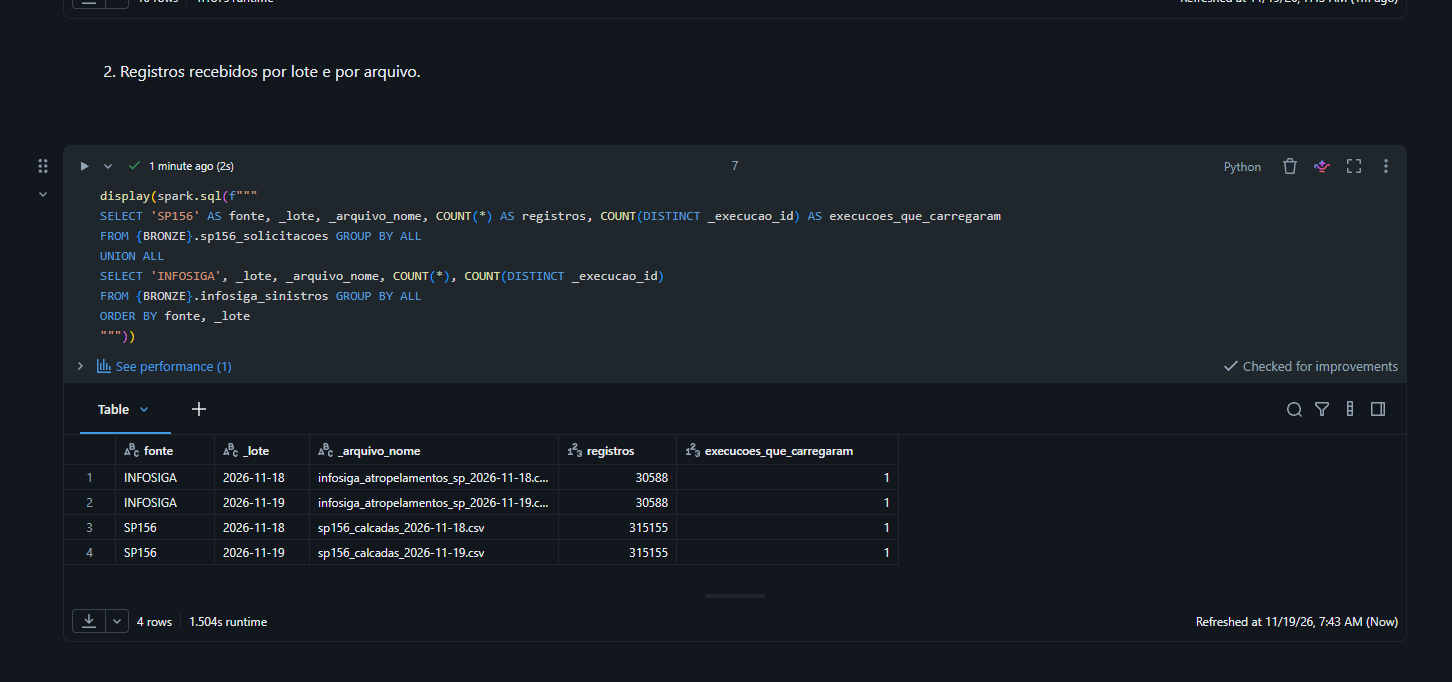 2. Registros recebidos por lote e por arquivo.
1 minute ago (2s)
7
Python
display(spark.sql(f"""
SELECT 'SP156' AS fonte, _lote, _arquivo_nome, COUNT(*) AS registros, COUNT(DISTINCT _execucao_id) AS execucoes_que_carregaram
FROM {BRONZE}.sp156_solicitacoes GROUP BY ALL
UNION ALL
SELECT 'INFOSIGA', _lote, _arquivo_nome, COUNT(*), COUNT(DISTINCT _execucao_id)
FROM {BRONZE}.infosiga_sinistros GROUP BY ALL
ORDER BY fonte, _lote
"""))
See performance (1)
Checked for improvements
Table
fonte _lote _arquivo_nome registros execucoes_que_carregaram
1 INFOSIGA 2026-11-18 infosiga_atropelamentos_sp_2026-11-18.c... 30588 1
2 INFOSIGA 2026-11-19 infosiga_atropelamentos_sp_2026-11-19.c... 30588 1
3 SP156 2026-11-18 sp156_calcadas_2026-11-18.csv 315155 1
4 SP156 2026-11-19 sp156_calcadas_2026-11-19.csv 315155 1
4 rows 1.504s runtime
Refreshed at 11/19/26, 7:43 AM (Now)